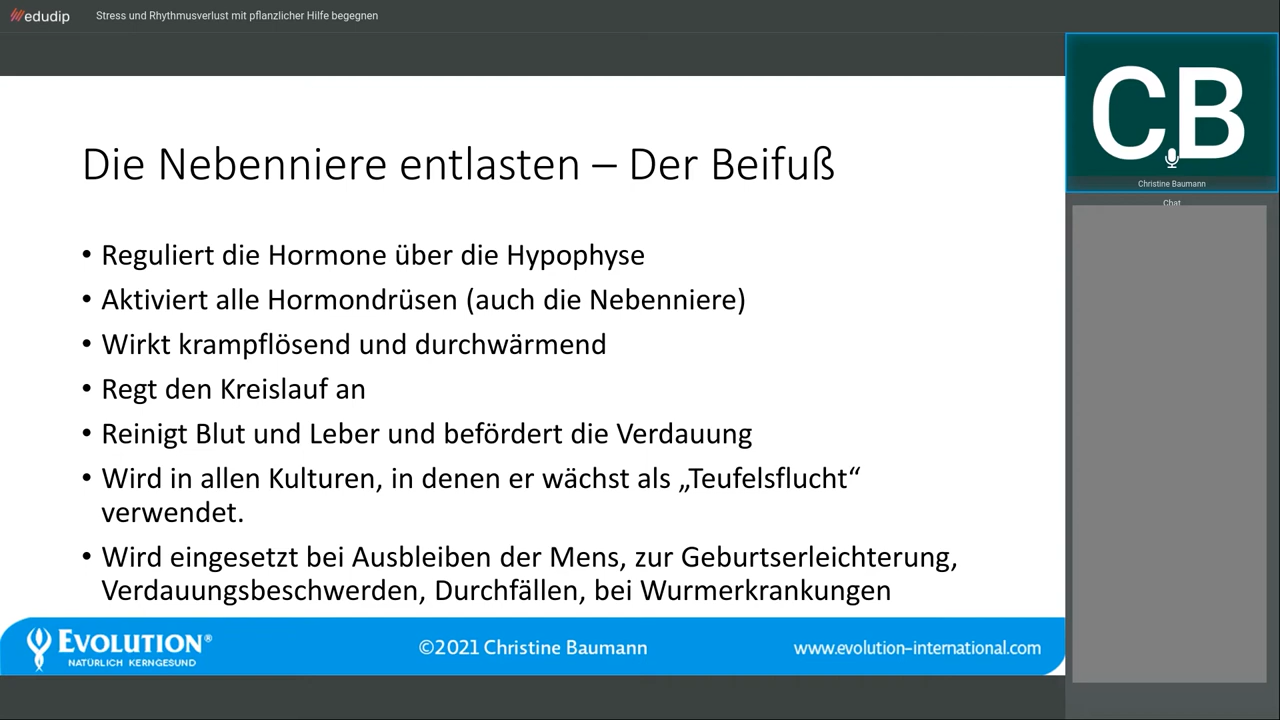 edudip
Stress und Rhythmusverlust mit pflanzlicher Hilfe begegnen
CB
Christine Baumann
Chat
Die Nebenniere entlasten – Der Beifuß
• Reguliert die Hormone über die Hypophyse
• Aktiviert alle Hormondrüsen (auch die Nebenniere)
• Wirkt krampflösend und durchwärmend
• Regt den Kreislauf an
• Reinigt Blut und Leber und befördert die Verdauung
• Wird in allen Kulturen, in denen er wächst als „Teufelsflucht“
verwendet.
• Wird eingesetzt bei Ausbleiben der Mens, zur Geburtserleichterung,
Verdauungsbeschwerden, Durchfällen, bei Wurmerkrankungen
EVOLUTION®
NATÜRLICH KERNGESUND
©2021 Christine Baumann
www.evolution-international.com